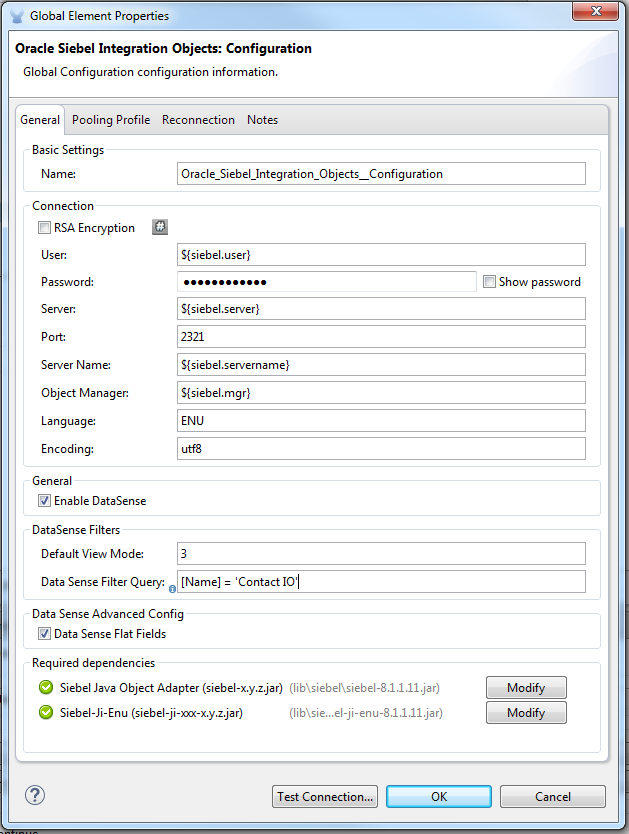 Global Element Properties
Oracle Siebel Integration Objects: Configuration
Global Configuration configuration information.
General Pooling Profile Reconnection Notes
Basic Settings
Name: Oracle_Siebel_Integration_Objects__Configuration
Connection
RSA Encryption
User: ${siebel.user}
Password: ●●●●●●●●●●●● Show password
Server: ${siebel.server}
Port: 2321
Server Name: ${siebel.servername}
Object Manager: ${siebel.mgr}
Language: ENU
Encoding: utf8
General
Enable DataSense
DataSense Filters
Default View Mode: 3
Data Sense Filter Query: [Name] = 'Contact IO'
Data Sense Advanced Config
Data Sense Flat Fields
Required dependencies
Siebel Java Object Adapter (siebel-x.y.z.jar) (lib\siebel\siebel-8.1.1.11.jar) Modify
Siebel-Ji-Enu (siebel-ji-xxx-x.y.z.jar) (lib\sie...el-ji-enu-8.1.1.11.jar) Modify
? Test Connection... OK Cancel